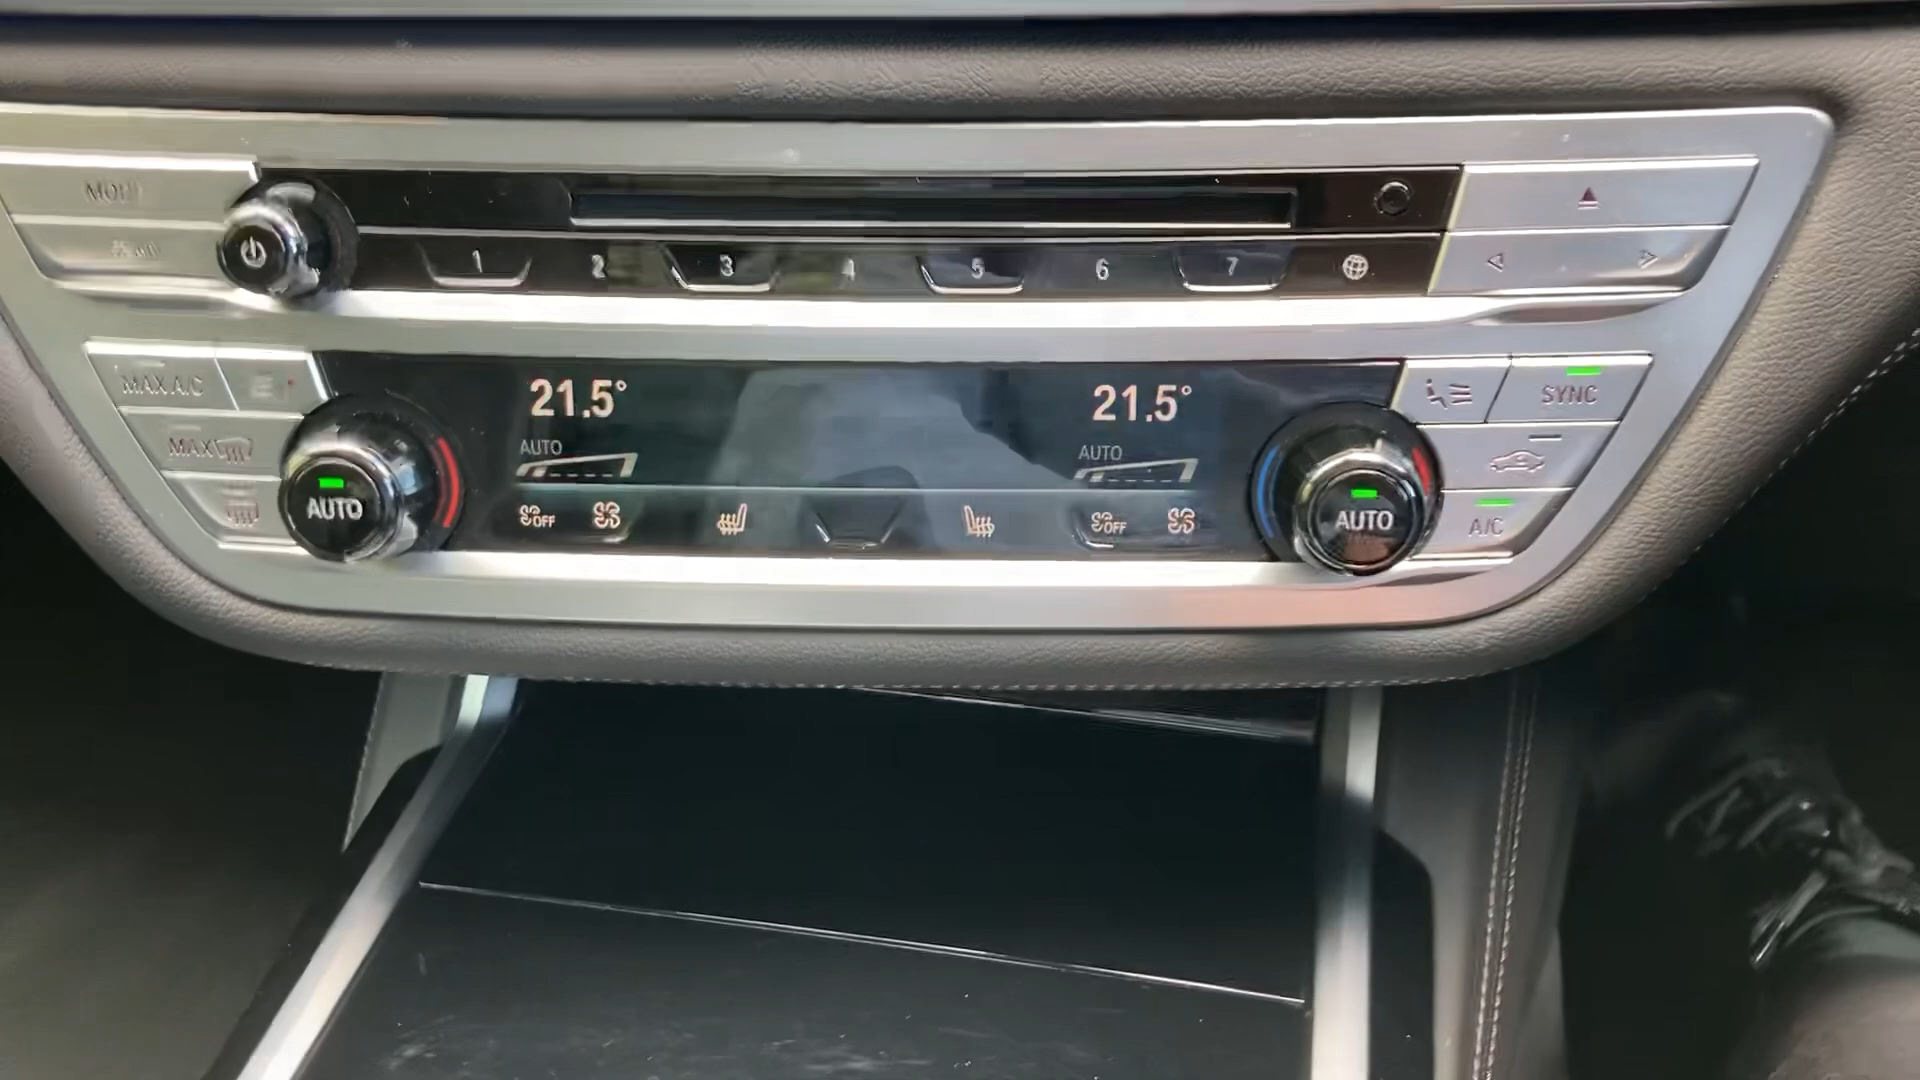 1 2 3 4 5 6 7
MAX A/C
21.5° 21.5°
SYNC
MAX
AUTO AUTO
AUTO AUTO
OFF OFF
A/C